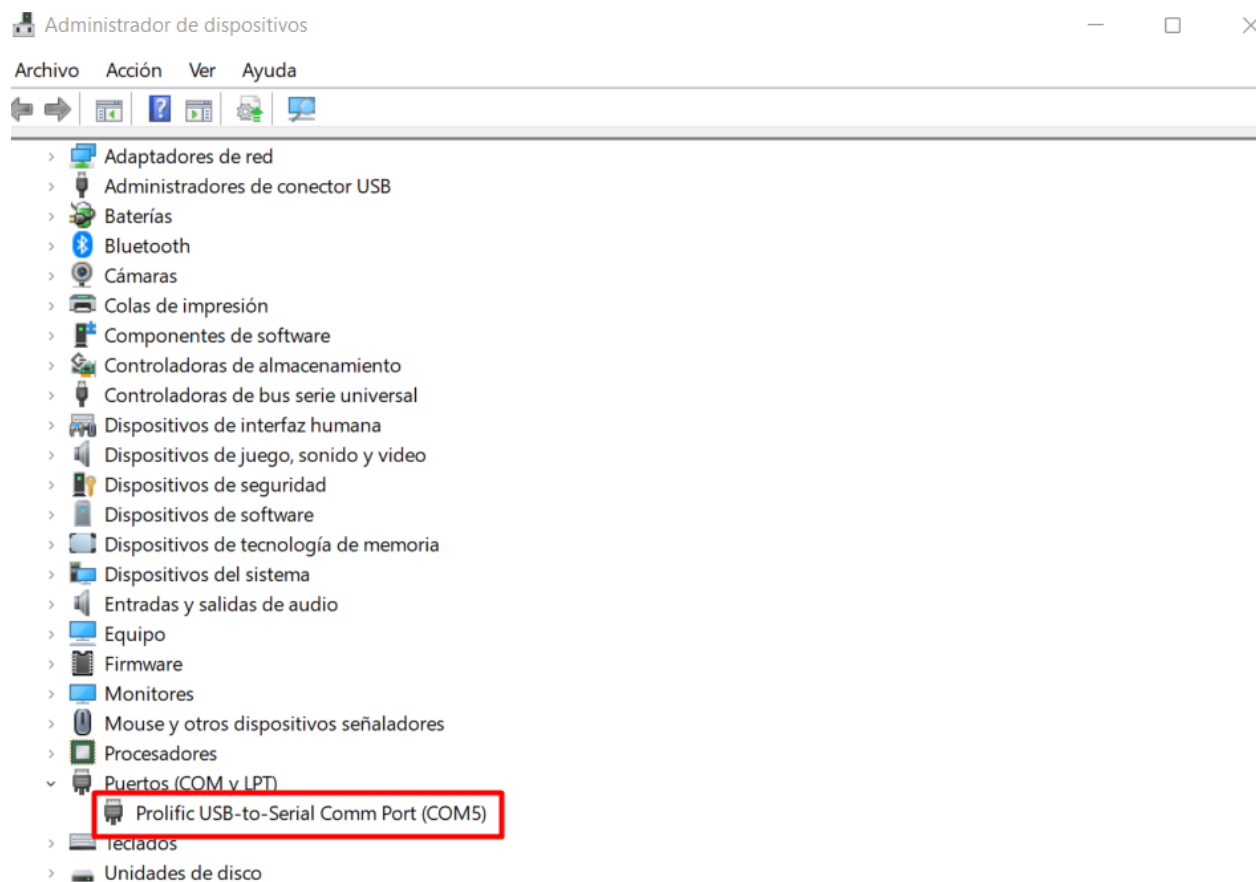 Administrador de dispositivos
Archivo Acción Ver Ayuda
Adaptadores de red
Administradores de conector USB
Baterías
Bluetooth
Cámaras
Colas de impresión
Componentes de software
Controladoras de almacenamiento
Controladoras de bus serie universal
Dispositivos de interfaz humana
Dispositivos de juego, sonido y video
Dispositivos de seguridad
Dispositivos de software
Dispositivos de tecnología de memoria
Dispositivos del sistema
Entradas y salidas de audio
Equipo
Firmware
Monitores
Mouse y otros dispositivos señaladores
Procesadores
Puertos (COM y LPT)
Prolific USB-to-Serial Comm Port (COM5)
Teclados
Unidades de disco